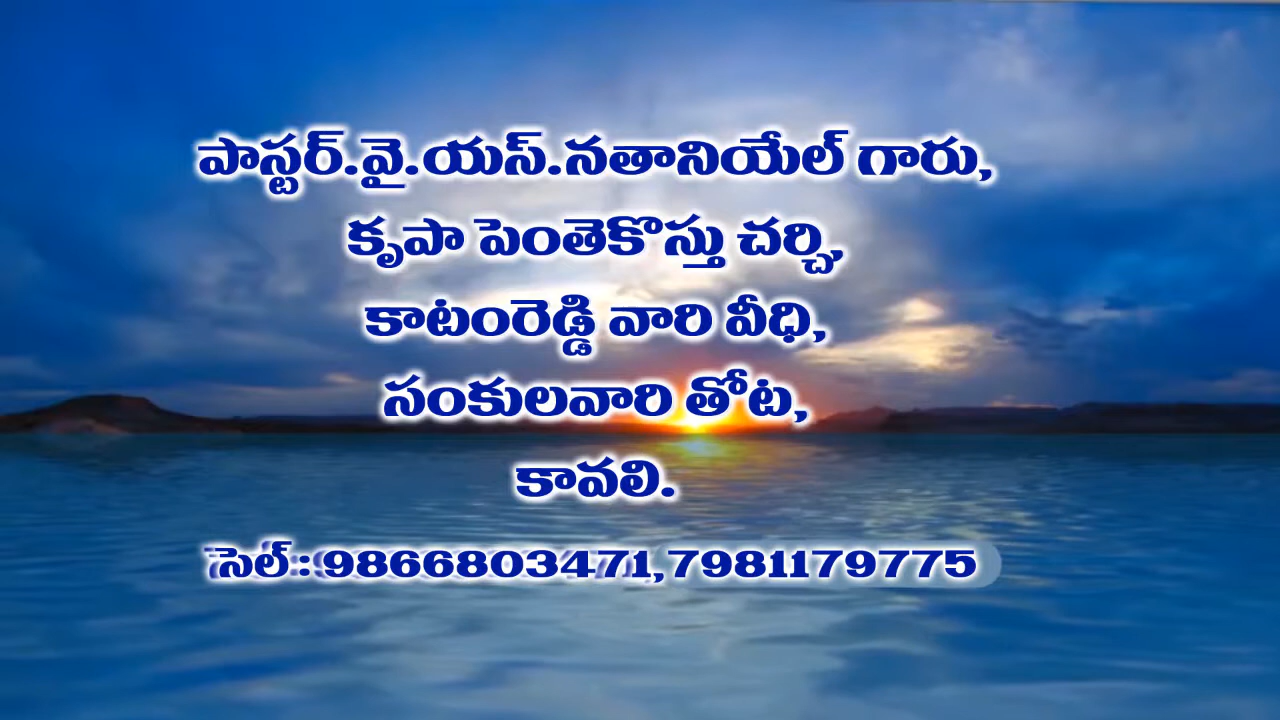 పాస్టర్.వై.యస్.నతానియేల్ గారు,
కృపా పెంతెకొస్తు చర్చి,
కాటంరెడ్డి వారి వీధి,
సంకులవారి తోట,
కావలి.
సెల్ : 9866803471,7981179775